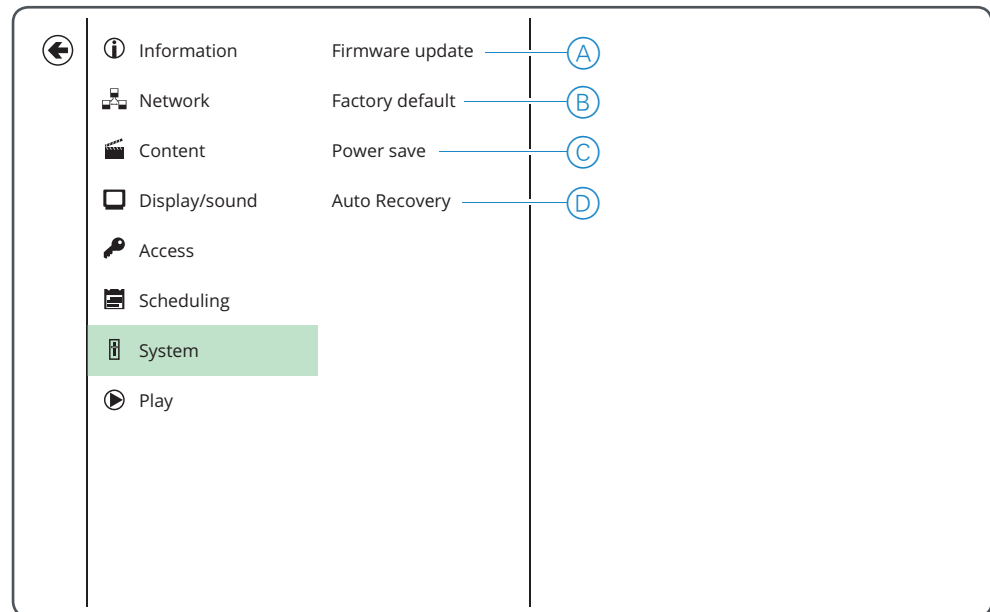 Information
Network
Content
Display/sound
Access
Scheduling
System
Play
Firmware update A
Factory default B
Power save C
Auto Recovery D